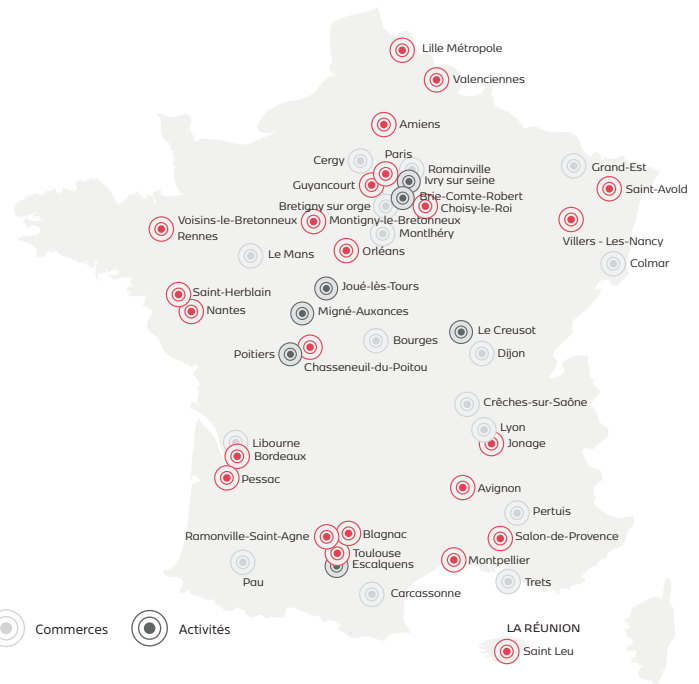 Lille Métropole
Valenciennes
Amiens
Cergy
Paris
Romainville
Grand-Est
Guyancourt
Ivry sur seine
Saint-Avold
Brie-Comte-Robert
Bretigny sur orge
Choisy-le-Roi
Voisins-le-Bretonneux
Montigny-le-Bretonneux
Rennes
Montlhéry
Villers - Les-Nancy
Le Mans
Orléans
Colmar
Joué-lès-Tours
Saint-Herblain
Nantes
Migné-Auxances
Le Creusot
Bourges
Poitiers
Dijon
Chasseneuil-du-Poitou
Crêches-sur-Saône
Lyon
Libourne
Jonage
Bordeaux
Pessac
Avignon
Pertuis
Ramonville-Saint-Agne
Blagnac
Salon-de-Provence
Toulouse
Montpellier
Escalquens
Pau
Trets
Carcassonne
Commerces
Activités
LA RÉUNION
Saint Leu